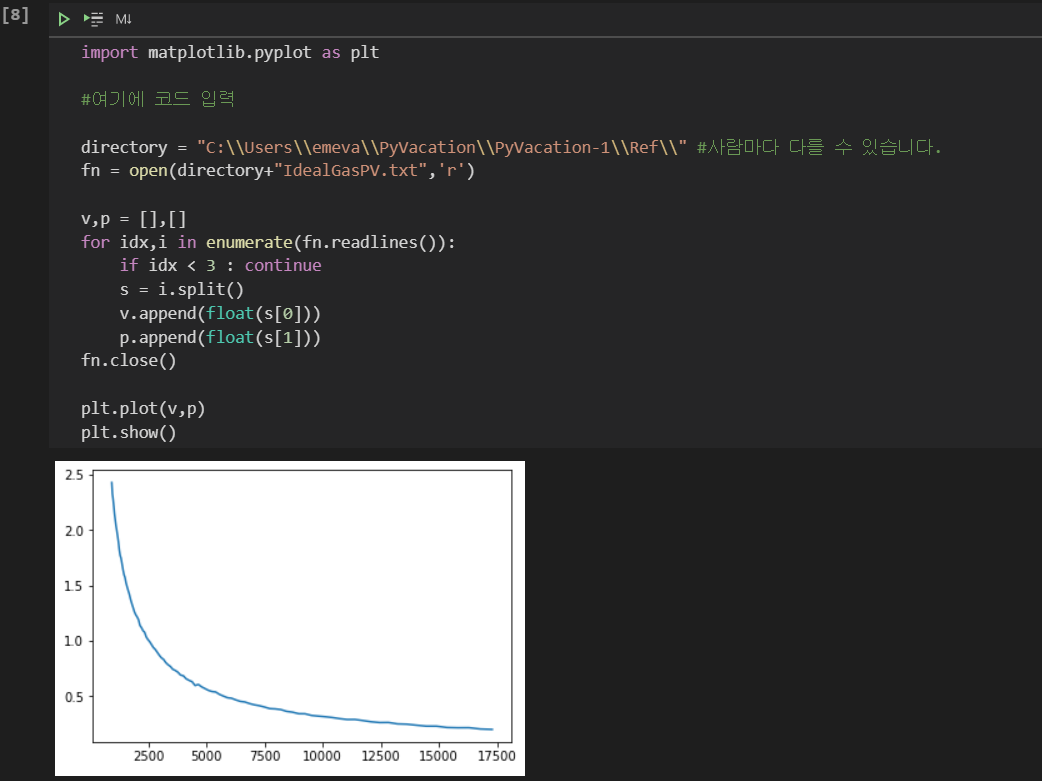 [8]
M↓
import matplotlib.pyplot as plt
#여기에 코드 입력
directory = "C:\\Users\\emeva\\PyVacation\\PyVacation-1\\Ref\\" #사람마다 다를 수 있습니다.
fn = open(directory+"IdealGasPV.txt",'r')
v,p = [],[]
for idx,i in enumerate(fn.readlines()):
    if idx < 3 : continue
    s = i.split()
    v.append(float(s[0]))
    p.append(float(s[1]))
fn.close()
plt.plot(v,p)
plt.show()
2.5
2.0
1.5
1.0
0.5
2500 5000 7500 10000 12500 15000 17500